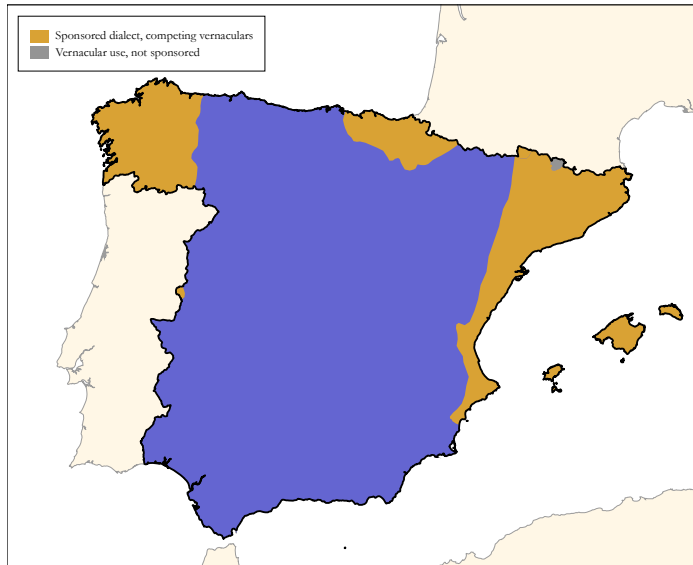 Sponsored dialect, competing vernaculars
Vernacular use, not sponsored